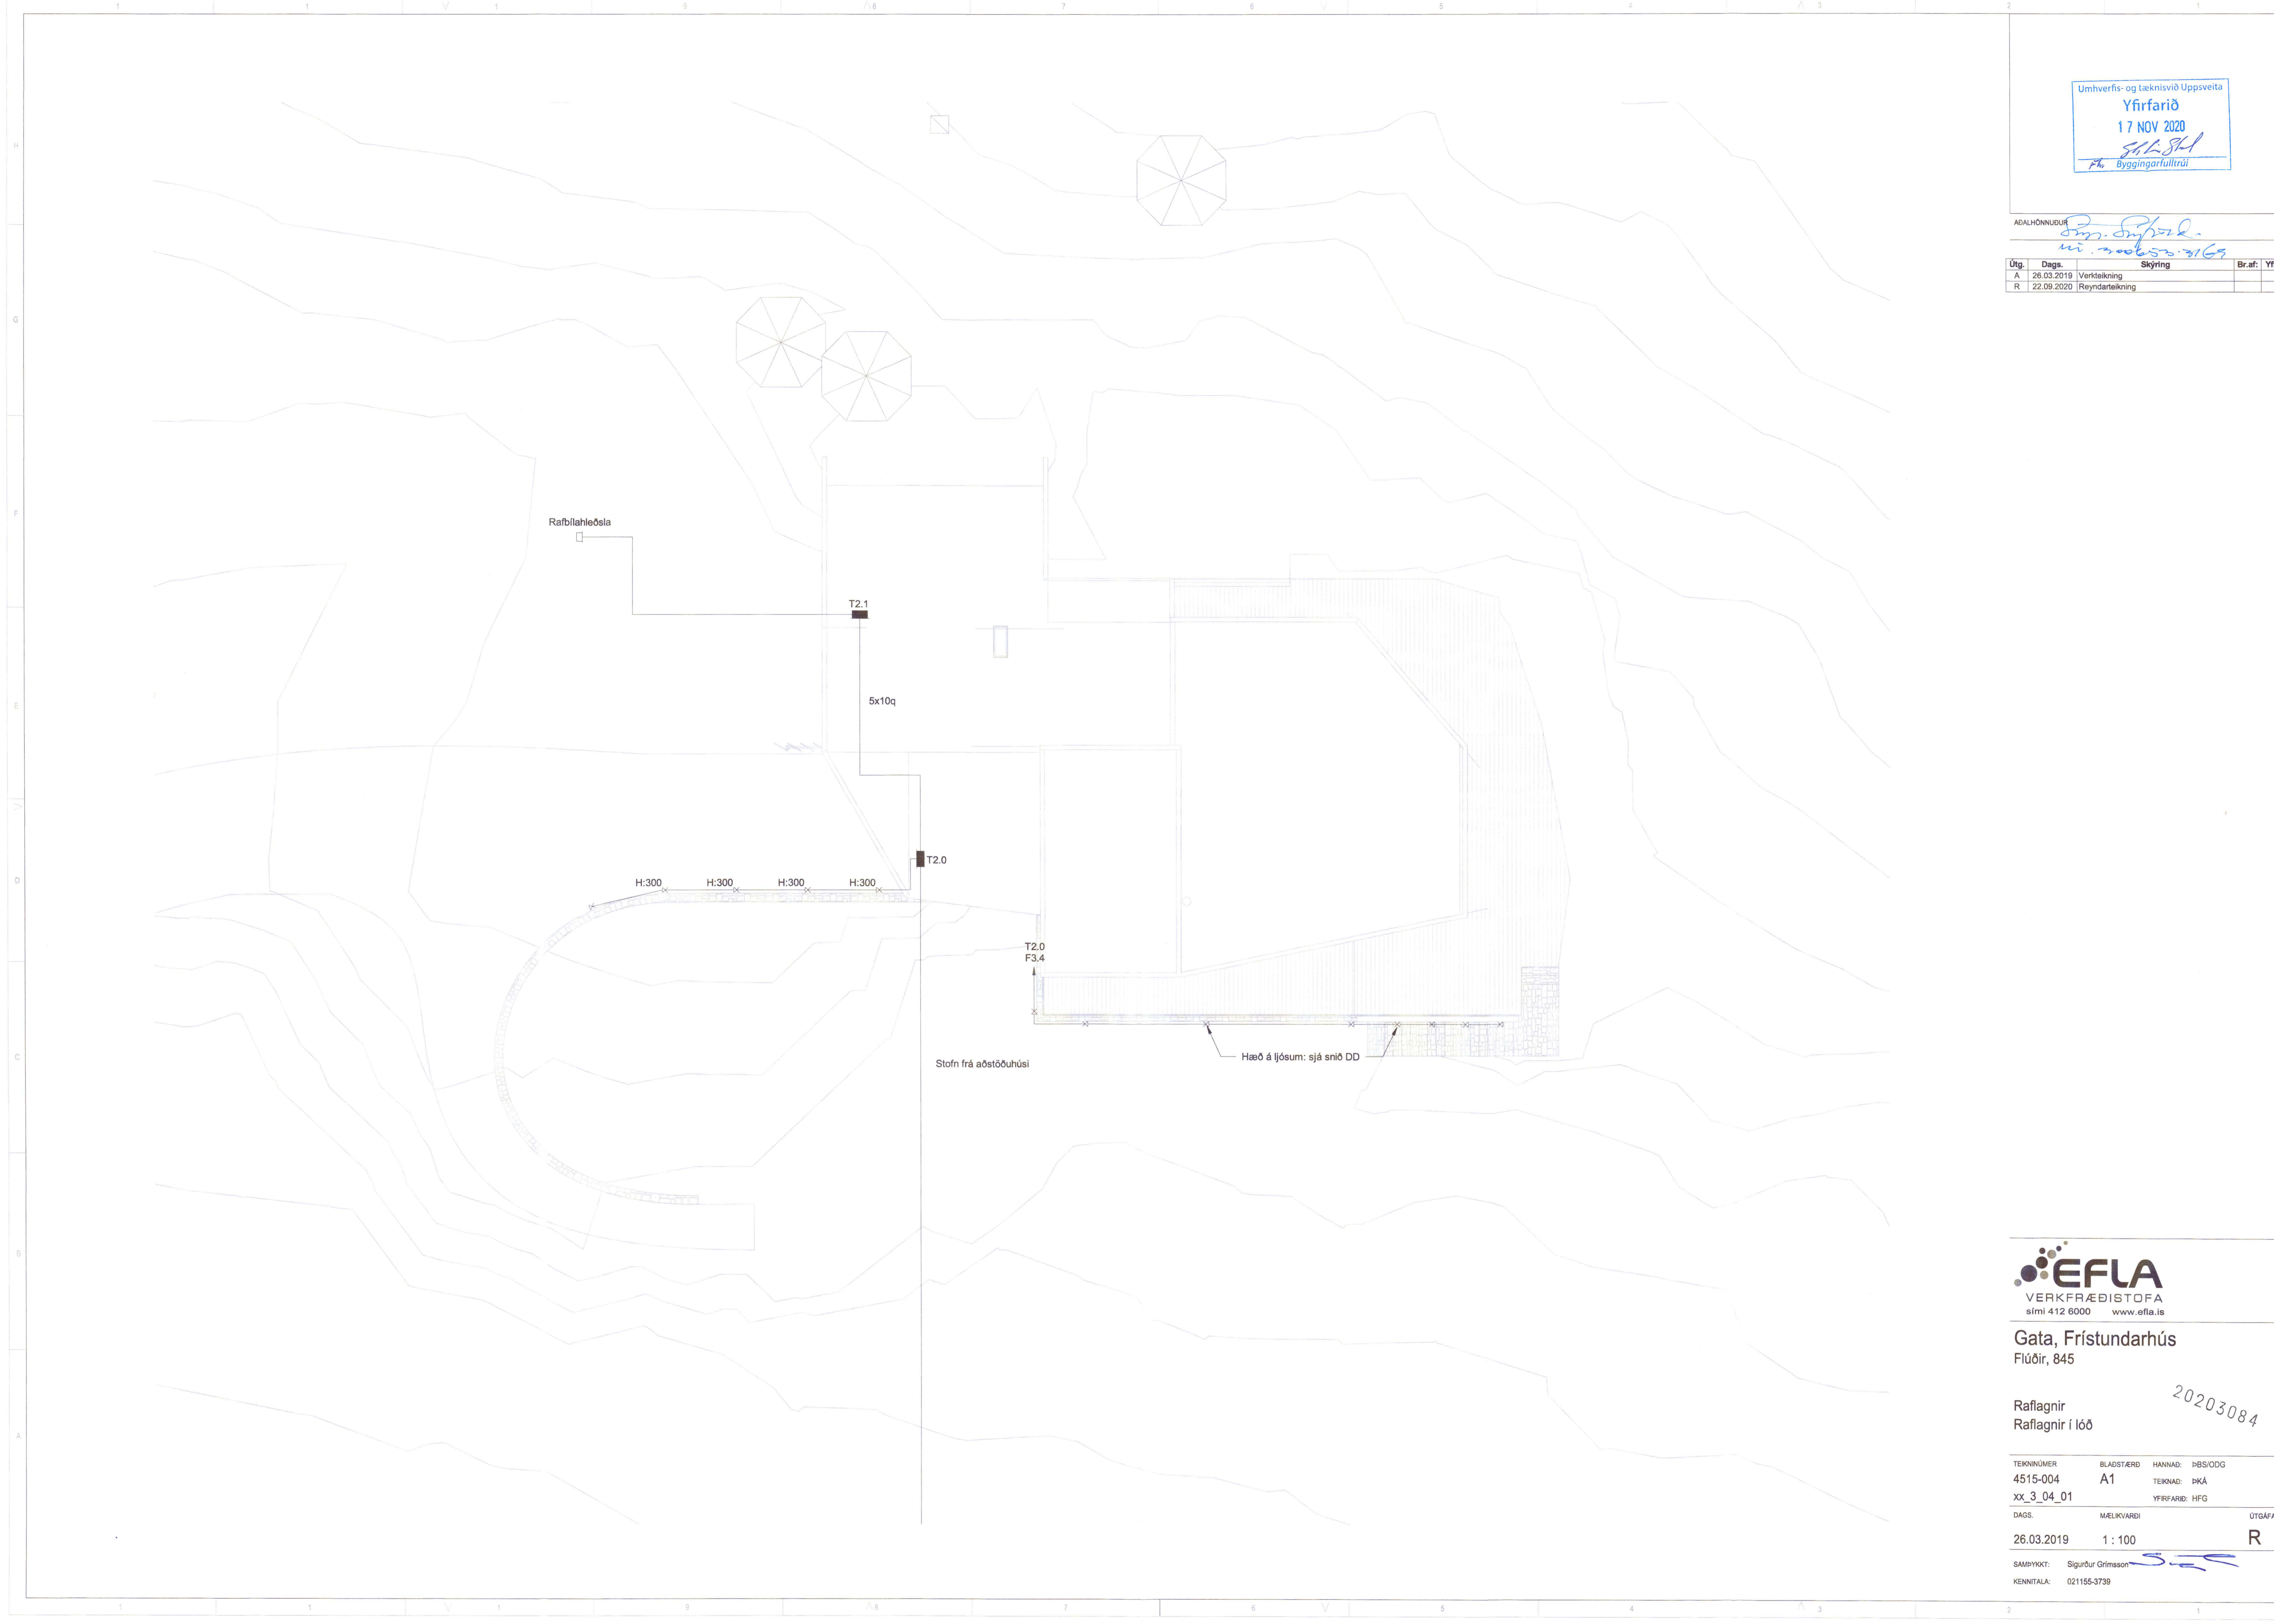 Umhverfis- og tæknisvið Uppsveita
Yfirfarið
17 NOV 2020
Byggingarfulltrúi
AÐALHÖNNUÐUR
Útg. Dags. Skýring Br.af: Yf
A 26.03.2019 Verkteikning
R 22.09.2020 Reyndarteikning
Rafbílahleðsla
T2.1
5x10q
T2.0
H:300 H:300 H:300 H:300
T2.0
F3.4
Hæð á ljósum: sjá snið DD
Stofn frá aðstöðuhúsi
EFLA
VERKFRÆÐISTOFA
sími 412 6000 www.efla.is
Gata, Frístundarhús
Flúðir, 845
20203084
Raflagnir
Raflagnir í lóð
TEIKNINÚMER BLAÐSTÆRÐ HANNAÐ: ÞBS/ODG
4515-004 A1 TEIKNAÐ: ÞKÁ
xx_3_04_01 YFIRFARIÐ: HFG
DAGS. MÆLIKVARÐI ÚTGÁFA
26.03.2019 1 : 100 R
SAMÞYKKT: Sigurður Grímsson
KENNITALA: 021155-3739